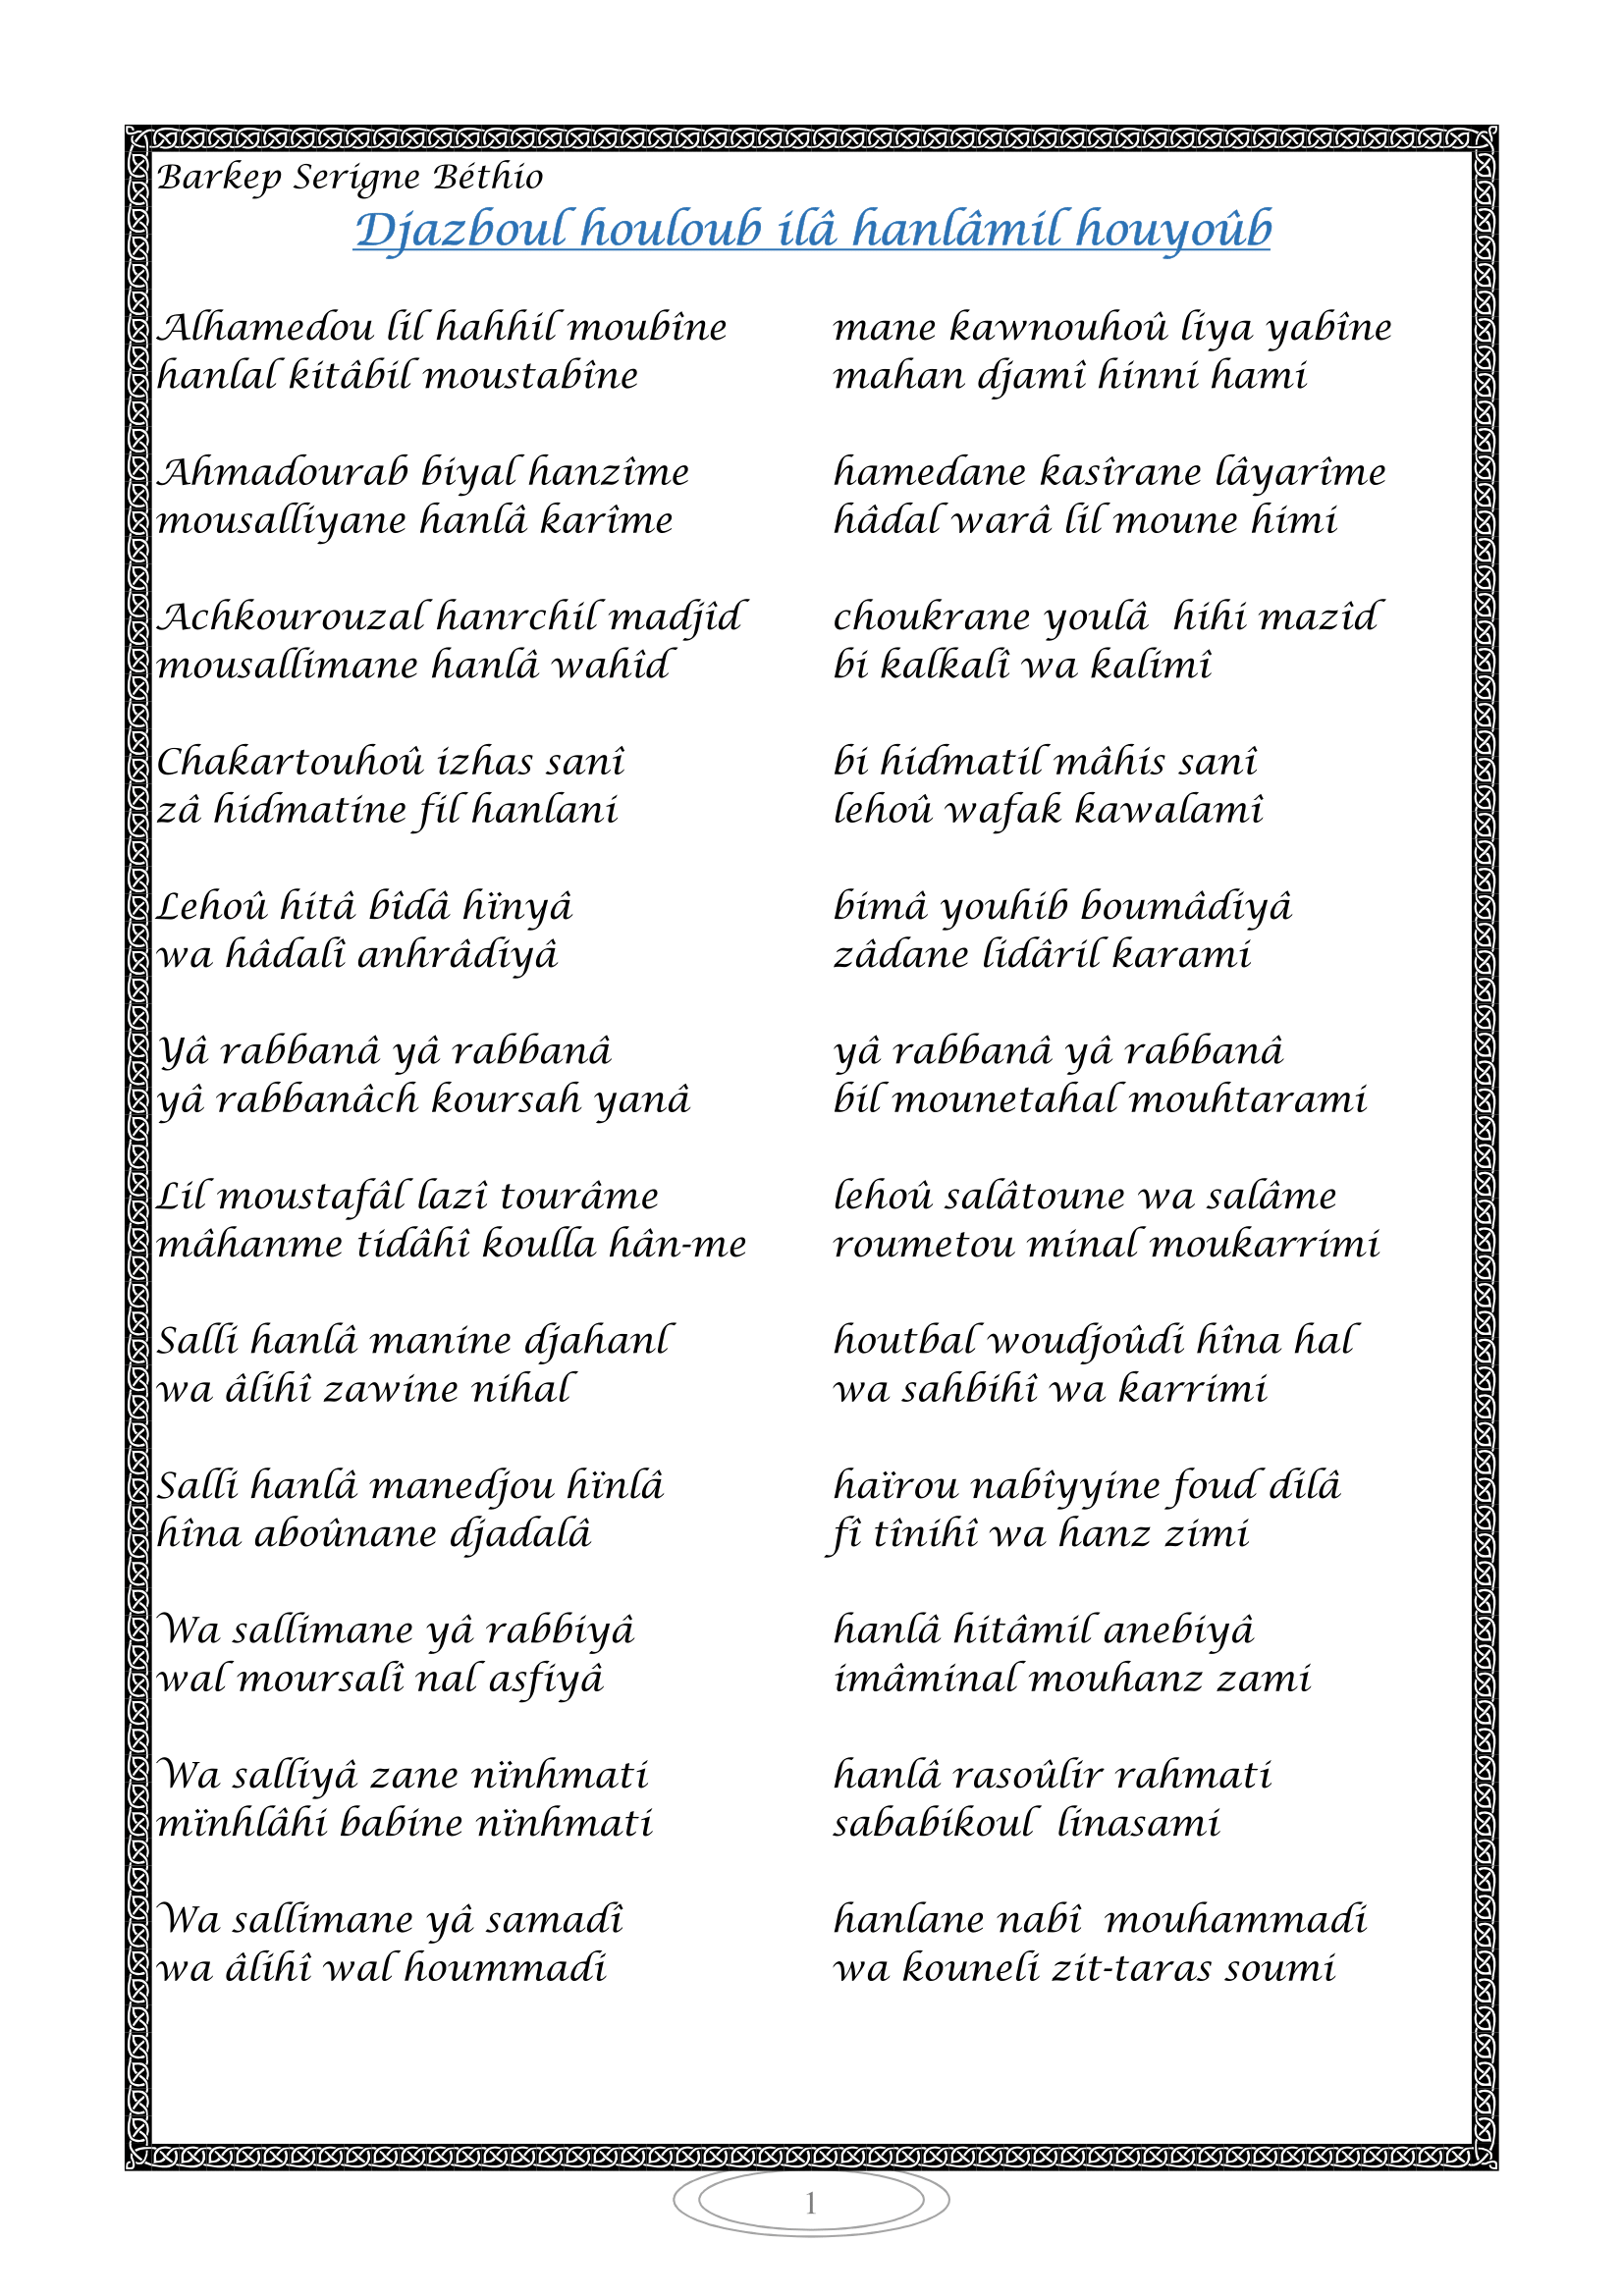 Barkep Serigne Béthio
Djazboul houloub ilâ hanlâmil houyoûb
Alhamedou lil hahhil moubîne mane kawnouhoû liya yabîne
hanlal kitâbil moustabîne mahan djamî hinni hami
Ahmadourab biyal hanzîme hamedane kasîrane lâyarîme
mousalliyane hanlâ karîme hâdal warâ lil moune himi
Achkourouzal hanrchil madjîd choukrane youlâ hihi mazîd
mousallimane hanlâ wahîd bi kalkalî wa kalimî
Chakartouhoû izhas sanî bi hidmatil mâhis sanî
zâ hidmatine fil hanlani lehoû wafak kawalamî
Lehoû hitâ bîdâ hïnyâ bimâ youhib boumâdiyâ
wa hâdalî anhrâdiyâ zâdane lidâril karami
Yâ rabbanâ yâ rabbanâ yâ rabbanâ yâ rabbanâ
yâ rabbanâch koursah yanâ bil mounetahal mouhtarami
Lil moustafâl lazî tourâme lehoû salâtoune wa salâme
mâhanme tidâhî koulla hân-me roumetou minal moukarrimi
Salli hanlâ manine djahanl houtbal woudjoûdi hîna hal
wa âlihî zawine nihal wa sahbihî wa karrimi
Salli hanlâ manedjou hïnlâ haïrou nabîyyine foud dilâ
hîna aboûnane djadalâ fî tînihî wa hanz zimi
Wa sallimane yâ rabbiyâ hanlâ hitâmil anebiyâ
wal moursalî nal asfiyâ imâminal mouhanz zami
Wa salliyâ zane nïnhmati hanlâ rasoûlir rahmati
mïnhlâhi babine nïnhmati sababikoul linasami
Wa sallimane yâ samadî hanlane nabî mouhammadi
wa âlihî wal hoummadi wa kouneli zit-taras soumi
1